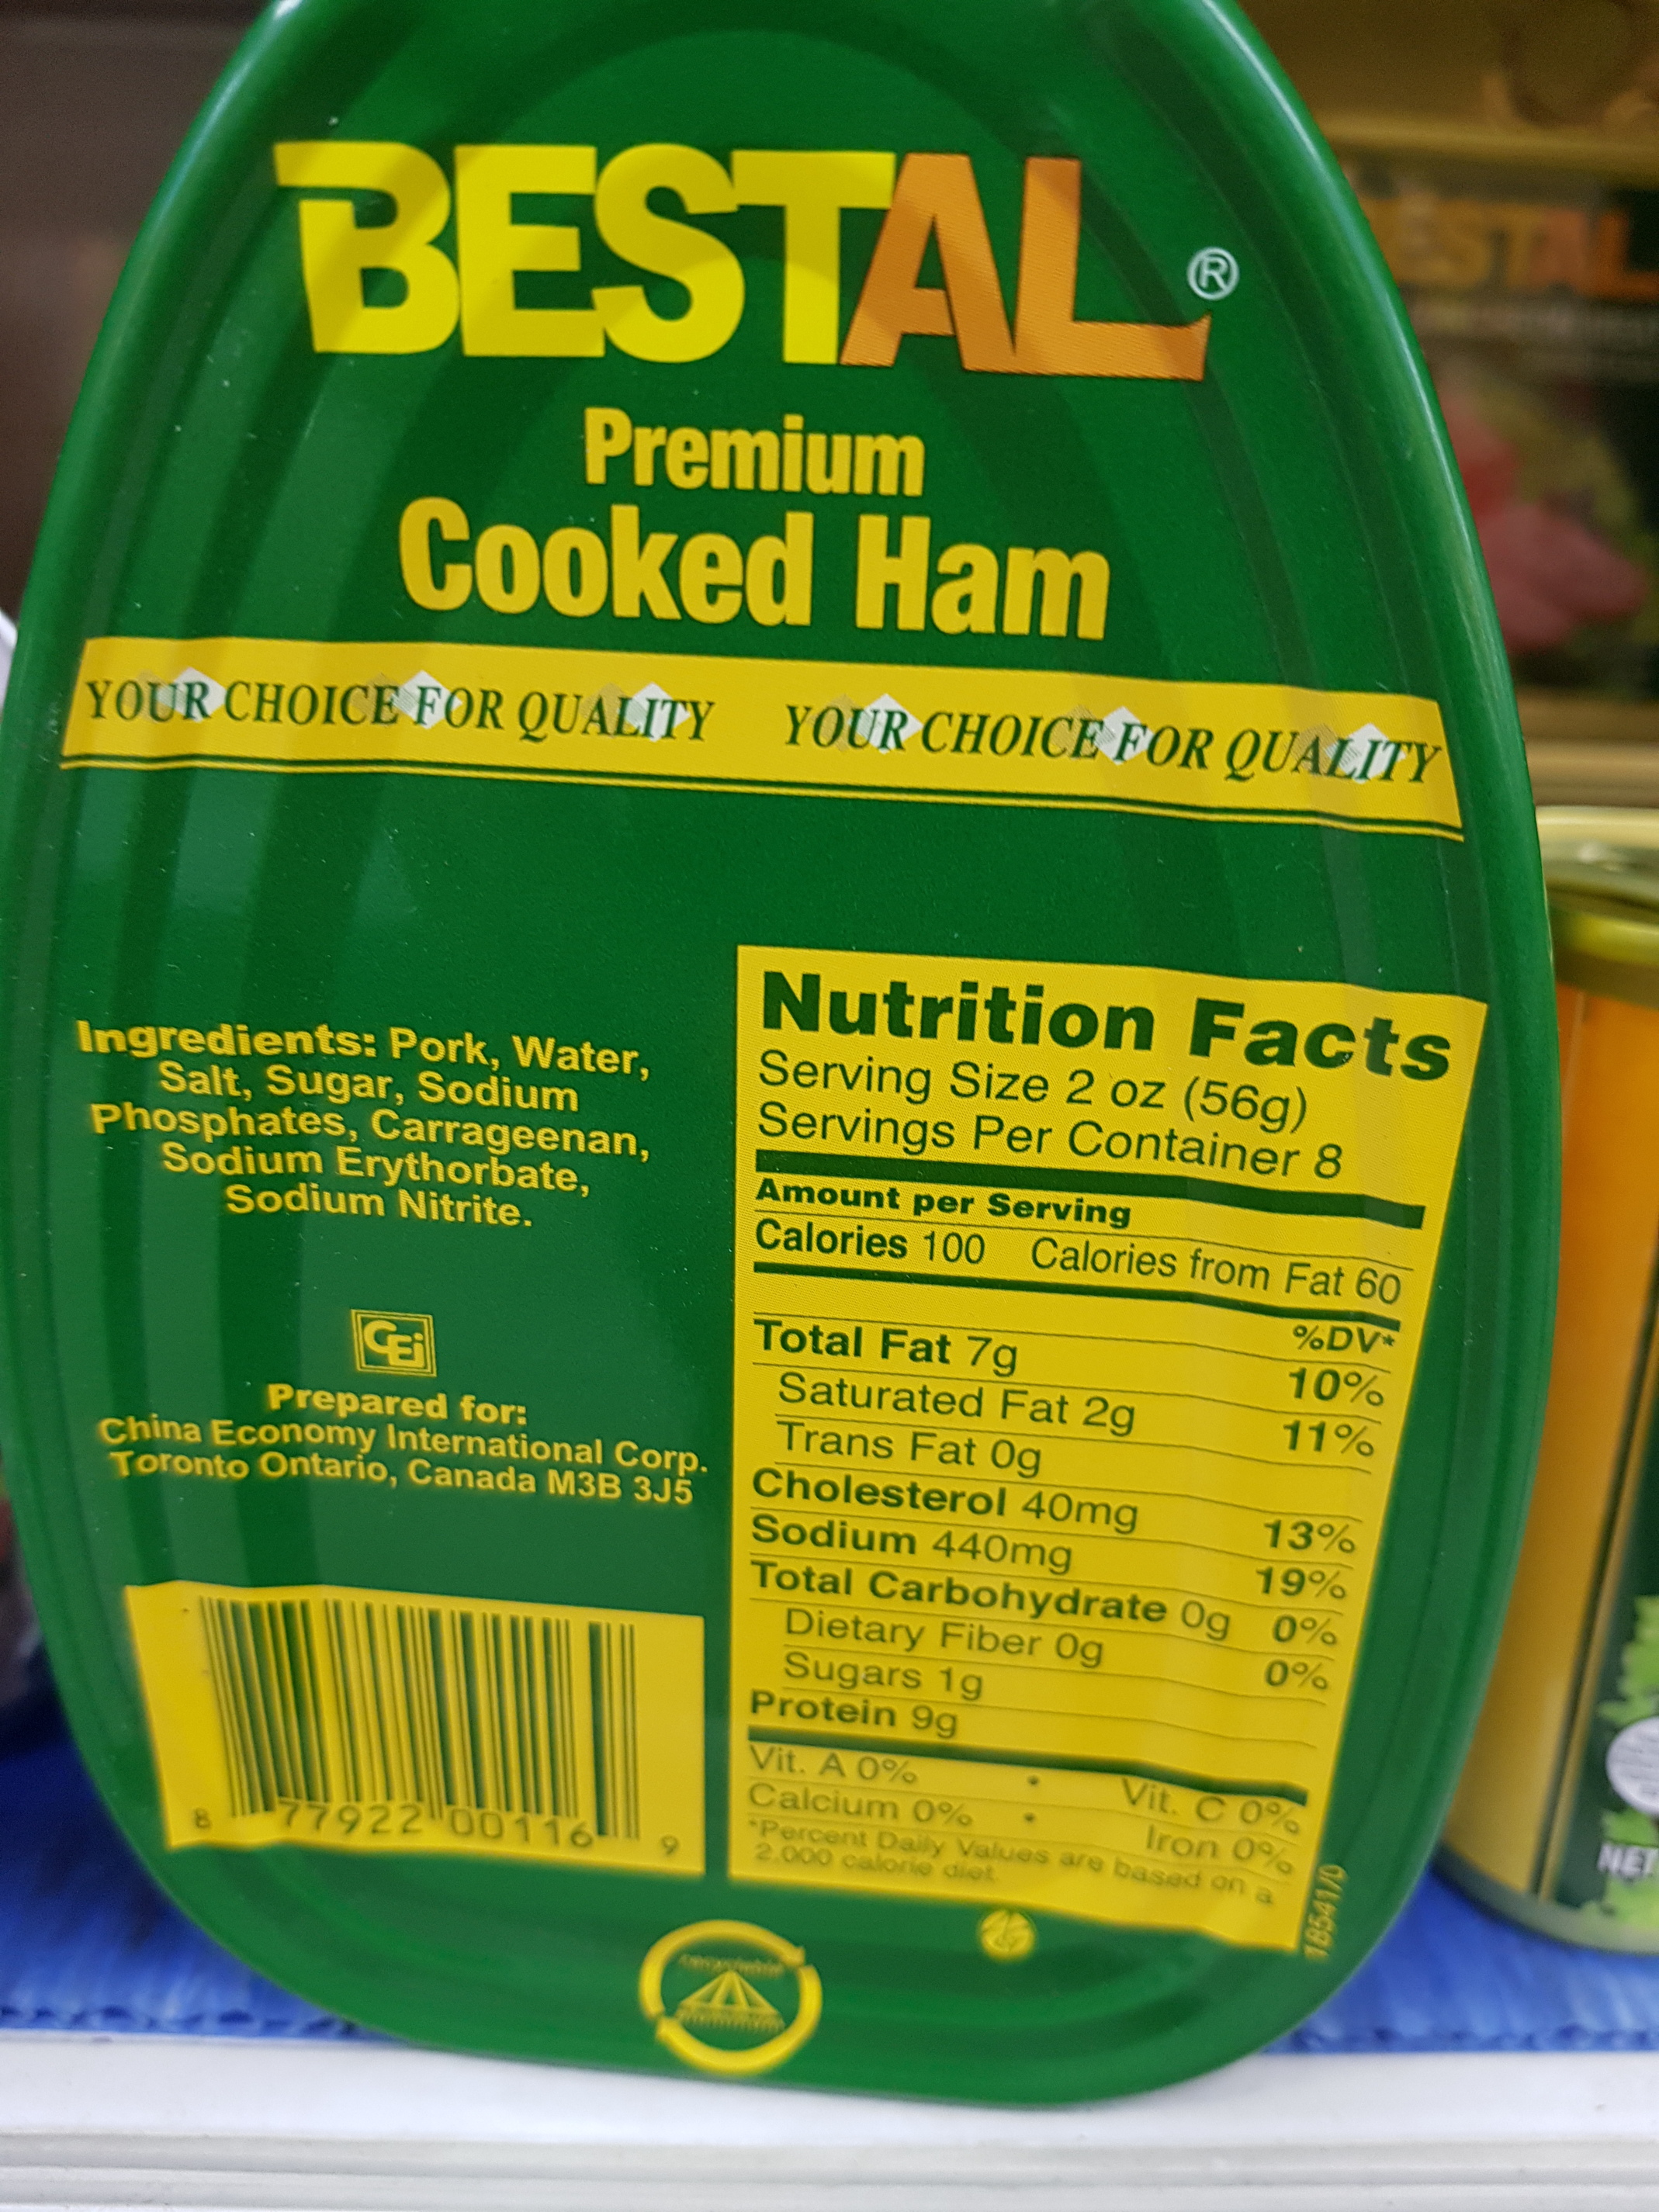 BESTAL®
Premium
Cooked Ham
YOUR CHOICE FOR QUALITY YOUR CHOICE FOR QUALITY
Ingredients: Pork, Water,
Salt, Sugar, Sodium
Phosphates, Carrageenan,
Sodium Erythorbate,
Sodium Nitrite.
CEi
Prepared for:
China Economy International Corp.
Toronto Ontario, Canada M3B 3J5
8 77922 00116 9
Nutrition Facts
Serving Size 2 oz (56g)
Servings Per Container 8
Amount per Serving
Calories 100 Calories from Fat 60
%DV*
Total Fat 7g 10%
Saturated Fat 2g 11%
Trans Fat 0g
Cholesterol 40mg 13%
Sodium 440mg 19%
Total Carbohydrate 0g 0%
Dietary Fiber 0g 0%
Sugars 1g
Protein 9g
Vit. A 0% • Vit. C 0%
Calcium 0% • Iron 0%
*Percent Daily Values are based on a
2,000 calorie diet.
18541/0
recyclable
BESTAL
NET